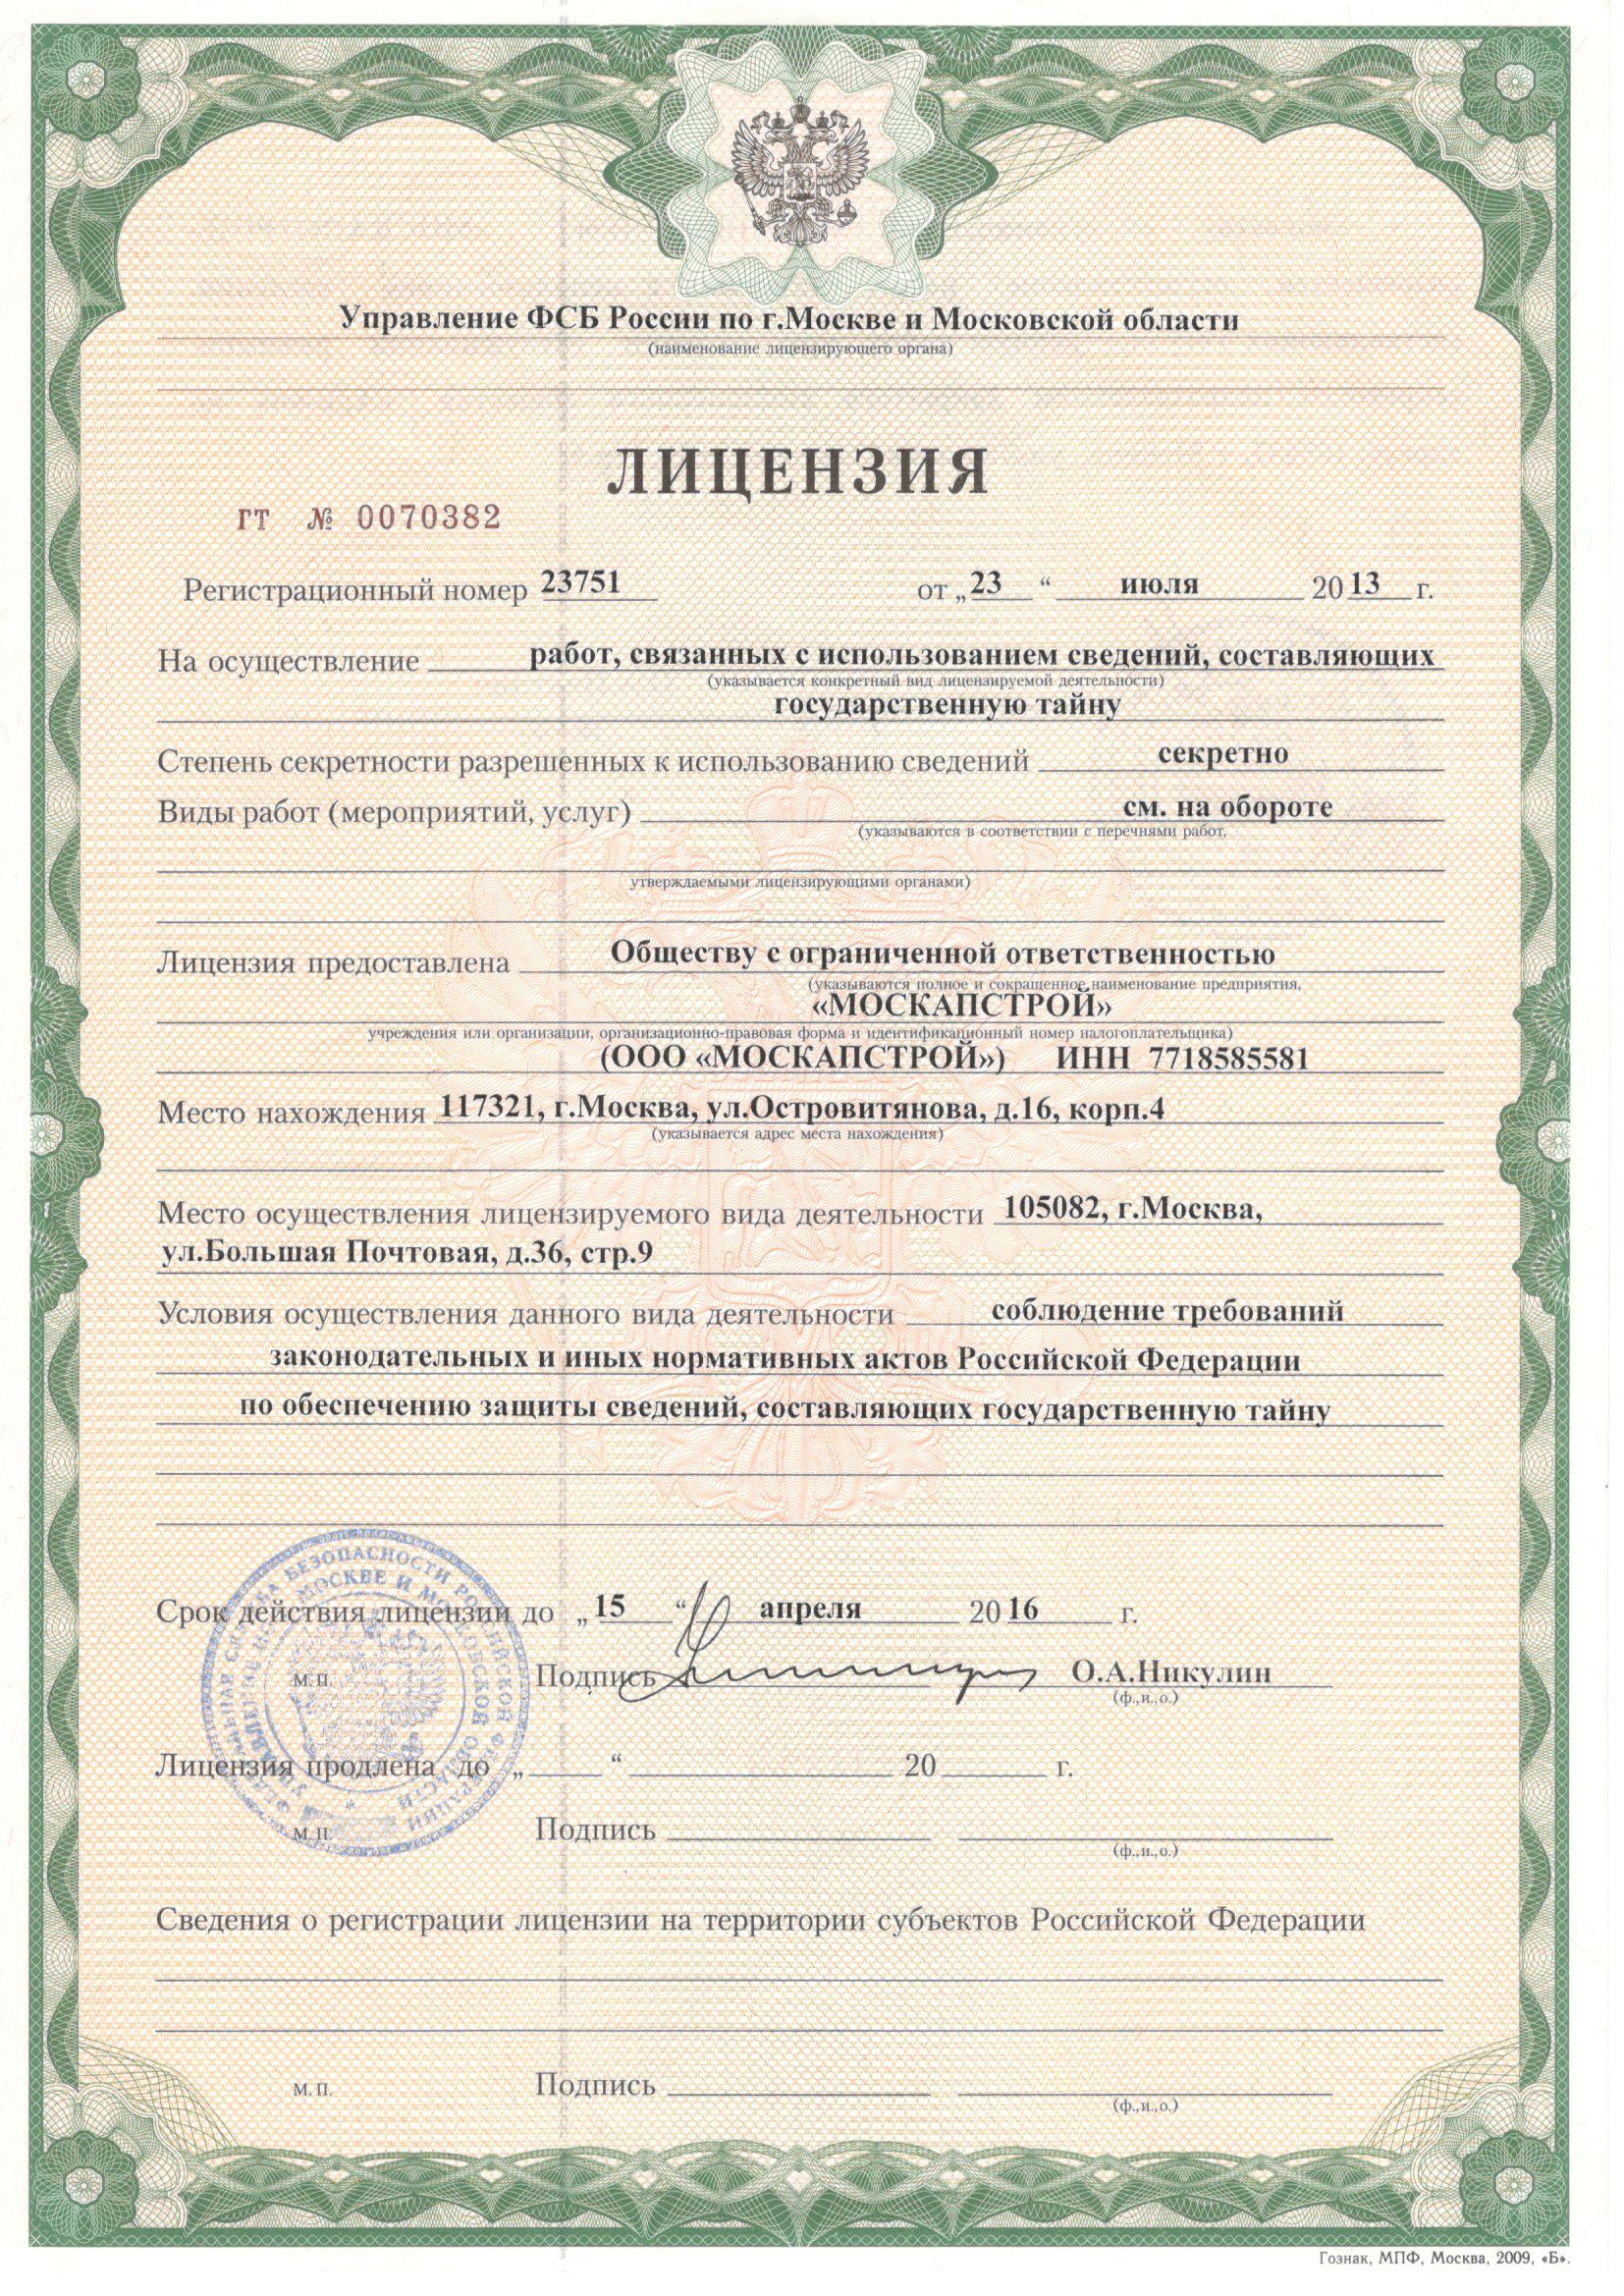 Управление ФСБ России по г.Москве и Московской области
(наименование лицензирующего органа)
ЛИЦЕНЗИЯ
ГТ № 0070382
Регистрационный номер 23751 от „23“ июля 2013 г.
На осуществление работ, связанных с использованием сведений, составляющих
(указывается конкретный вид лицензируемой деятельности)
государственную тайну
Степень секретности разрешенных к использованию сведений секретно
Виды работ (мероприятий, услуг) см. на обороте
(указываются в соответствии с перечнями работ,
утверждаемыми лицензирующими органами)
Лицензия предоставлена Обществу с ограниченной ответственностью
(указываются полное и сокращенное наименование предприятия,
«МОСКАПСТРОЙ»
учреждения или организации, организационно-правовая форма и идентификационный номер налогоплательщика)
(ООО «МОСКАПСТРОЙ») ИНН 7718585581
Место нахождения 117321, г.Москва, ул.Островитянова, д.16, корп.4
(указывается адрес места нахождения)
Место осуществления лицензируемого вида деятельности 105082, г.Москва,
ул.Большая Почтовая, д.36, стр.9
Условия осуществления данного вида деятельности соблюдение требований
законодательных и иных нормативных актов Российской Федерации
по обеспечению защиты сведений, составляющих государственную тайну
Срок действия лицензии до „15“ апреля 2016 г.
м.п. Подпись О.А.Никулин
(ф.,и.,о.)
Лицензия продлена до „ “ 20 г.
м.п. Подпись
(ф.,и.,о.)
ФЕДЕРАЛЬНАЯ СЛУЖБА БЕЗОПАСНОСТИ РОССИЙСКОЙ ФЕДЕРАЦИИ
УПРАВЛЕНИЕ ПО Г. МОСКВЕ И МОСКОВСКОЙ ОБЛАСТИ
Сведения о регистрации лицензии на территории субъектов Российской Федерации
м.п. Подпись
(ф.,и.,о.)
Гознак, МПФ, Москва, 2009, «Б».